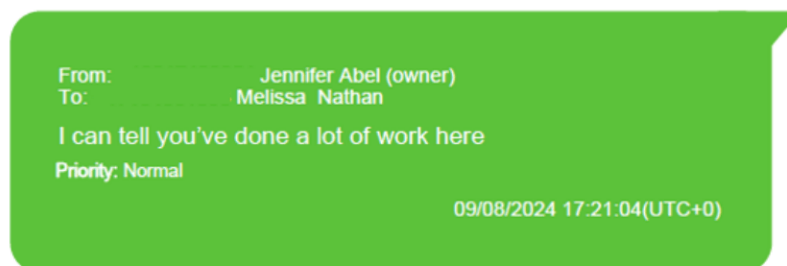 From: Jennifer Abel (owner)
To: Melissa Nathan
I can tell you've done a lot of work here
Priority: Normal
09/08/2024 17:21:04(UTC+0)